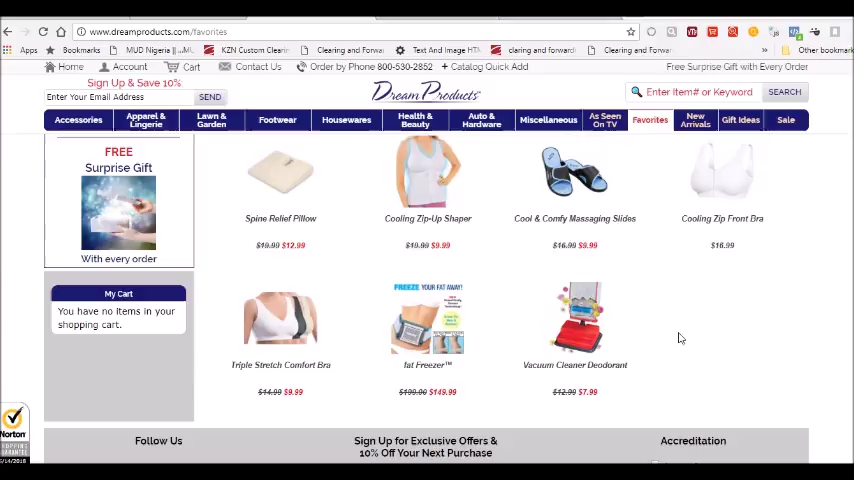 www.dreamproducts.com/favorites
Apps
Bookmarks
MUD Nigeria ||
KZN Custom Clearin
Clearing and Forwar
Text And Image HTM
claring and forward
Clearing and Forwar
»
Other bookmark
Home
Account
Cart
Contact Us
Order by Phone 800-530-2852
+ Catalog Quick Add
Free Surprise Gift with Every Order
Sign Up & Save 10%
Enter Your Email Address
SEND
Dream Products
Enter Item# or Keyword
SEARCH
Accessories
Apparel &
Lingerie
Lawn &
Garden
Footwear
Housewares
Health &
Beauty
Auto &
Hardware
Miscellaneous
As Seen
On TV
Favorites
New
Arrivals
Gift Ideas
Sale
FREE
Surprise Gift
With every order
My Cart
You have no items in your
shopping cart.
Spine Relief Pillow
$19.99 $12.99
Cooling Zip-Up Shaper
$19.99 $9.99
Cool & Comfy Massaging Slides
$16.99 $9.99
Cooling Zip Front Bra
$16.99
Triple Stretch Comfort Bra
$14.99 $9.99
FREEZE YOUR FAT AWAY!
fat Freezer™
$199.99 $149.99
Vacuum Cleaner Deodorant
$12.99 $7.99
Norton
SHOPPING
GUARANTEE
5/14/2018
Follow Us
Sign Up for Exclusive Offers &
10% Off Your Next Purchase
Accreditation